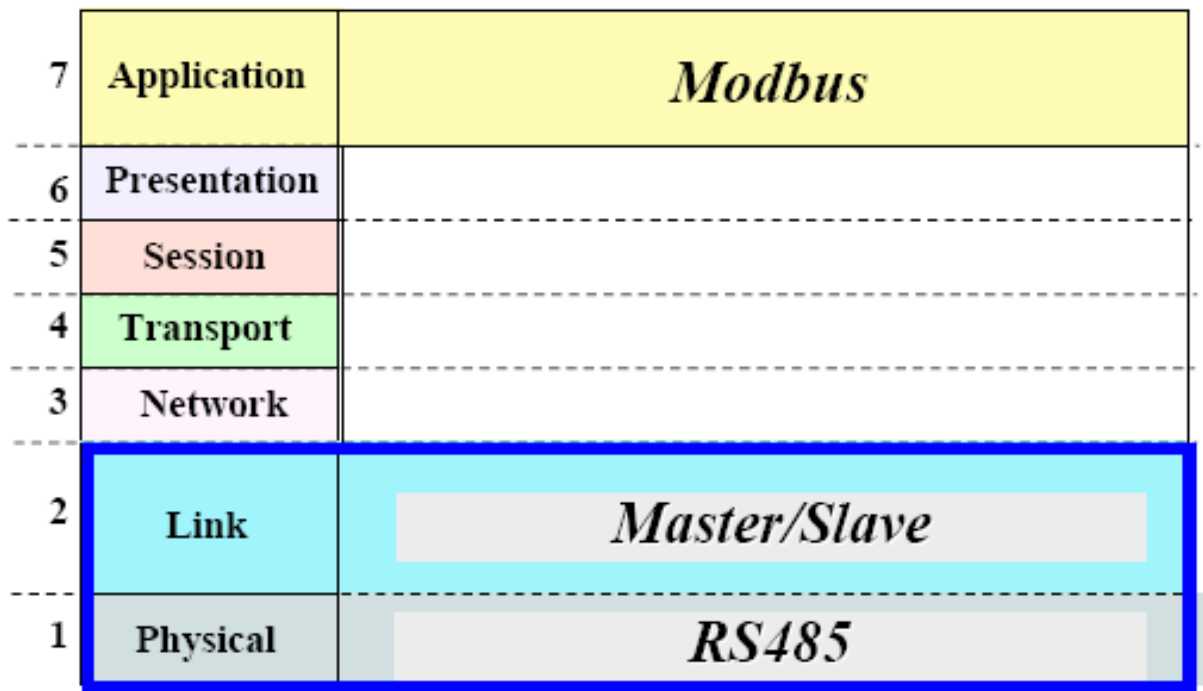 7 Application Modbus
6 Presentation
5 Session
4 Transport
3 Network
2 Link Master/Slave
1 Physical RS485